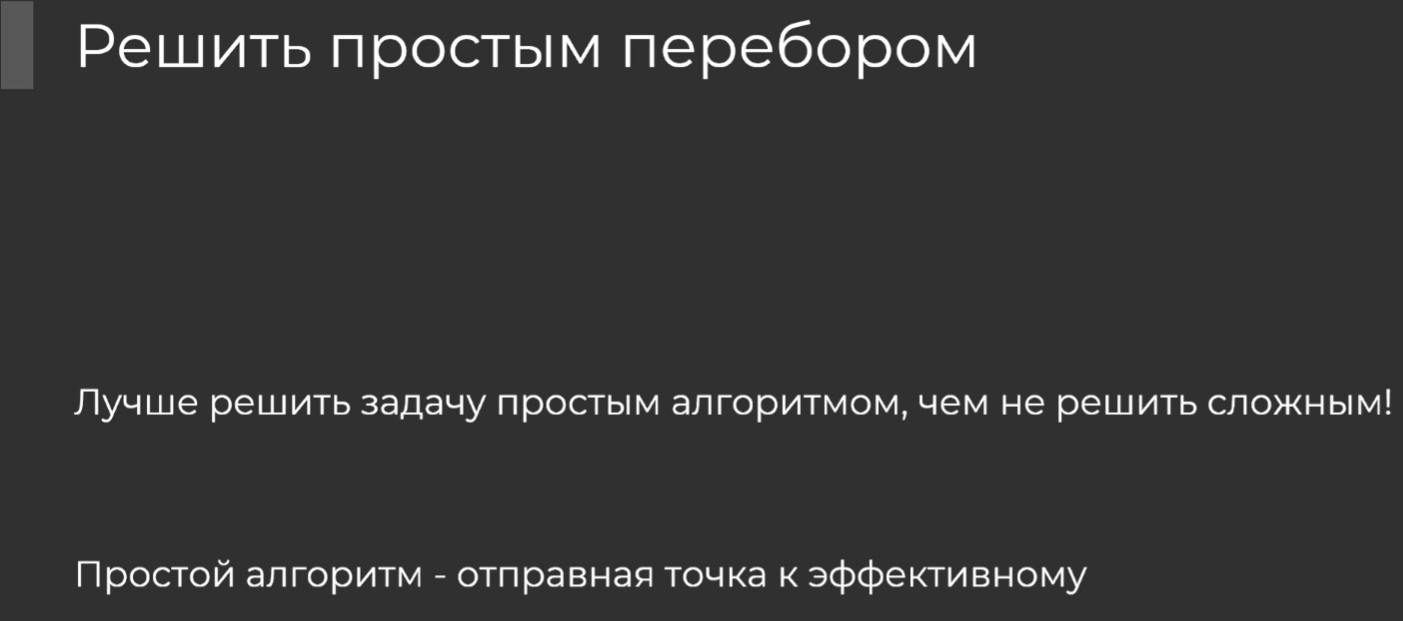 Решить простым перебором
Лучше решить задачу простым алгоритмом, чем не решить сложным!
Простой алгоритм - отправная точка к эффективному